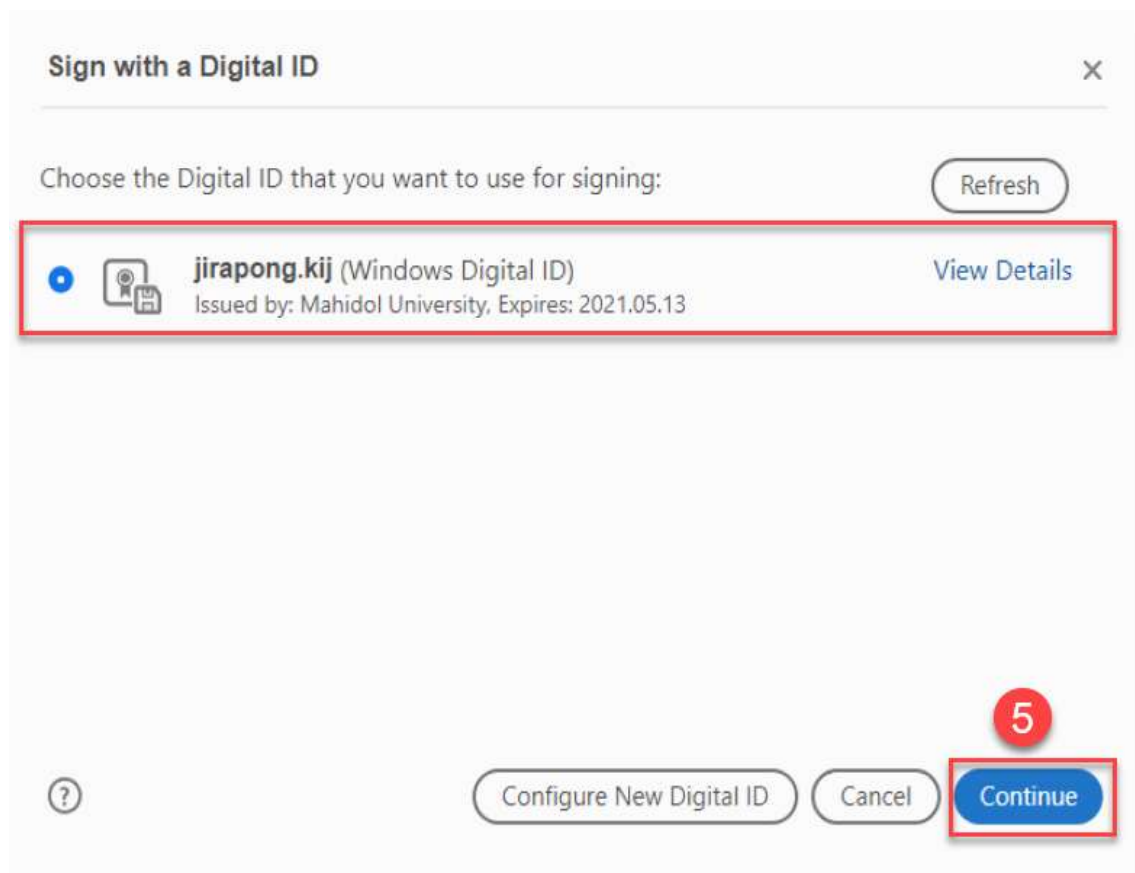 Sign with a Digital ID
Choose the Digital ID that you want to use for signing:
Refresh
jirapong.kij (Windows Digital ID)
View Details
Issued by: Mahidol University, Expires: 2021.05.13
5
?
Configure New Digital ID
Cancel
Continue